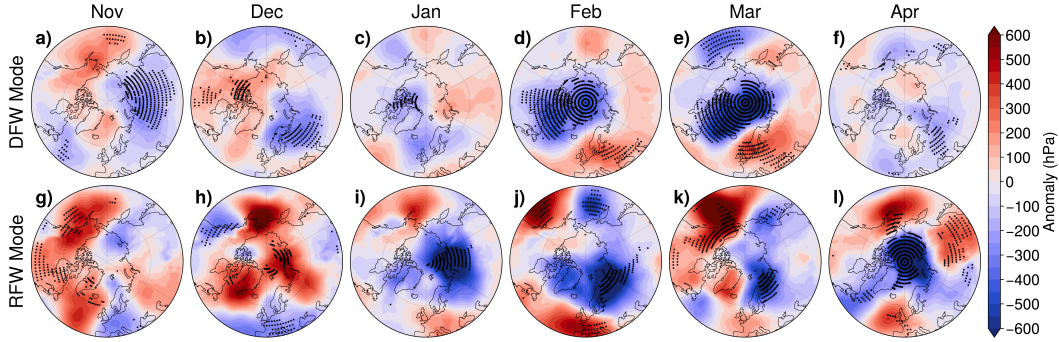 Nov Dec Jan Feb Mar Apr
DFW Mode
a) b) c) d) e) f)
RFW Mode
g) h) i) j) k) l)
600
500
400
300
200
100
0
−100
−200
−300
−400
−500
−600
Anomaly (hPa)